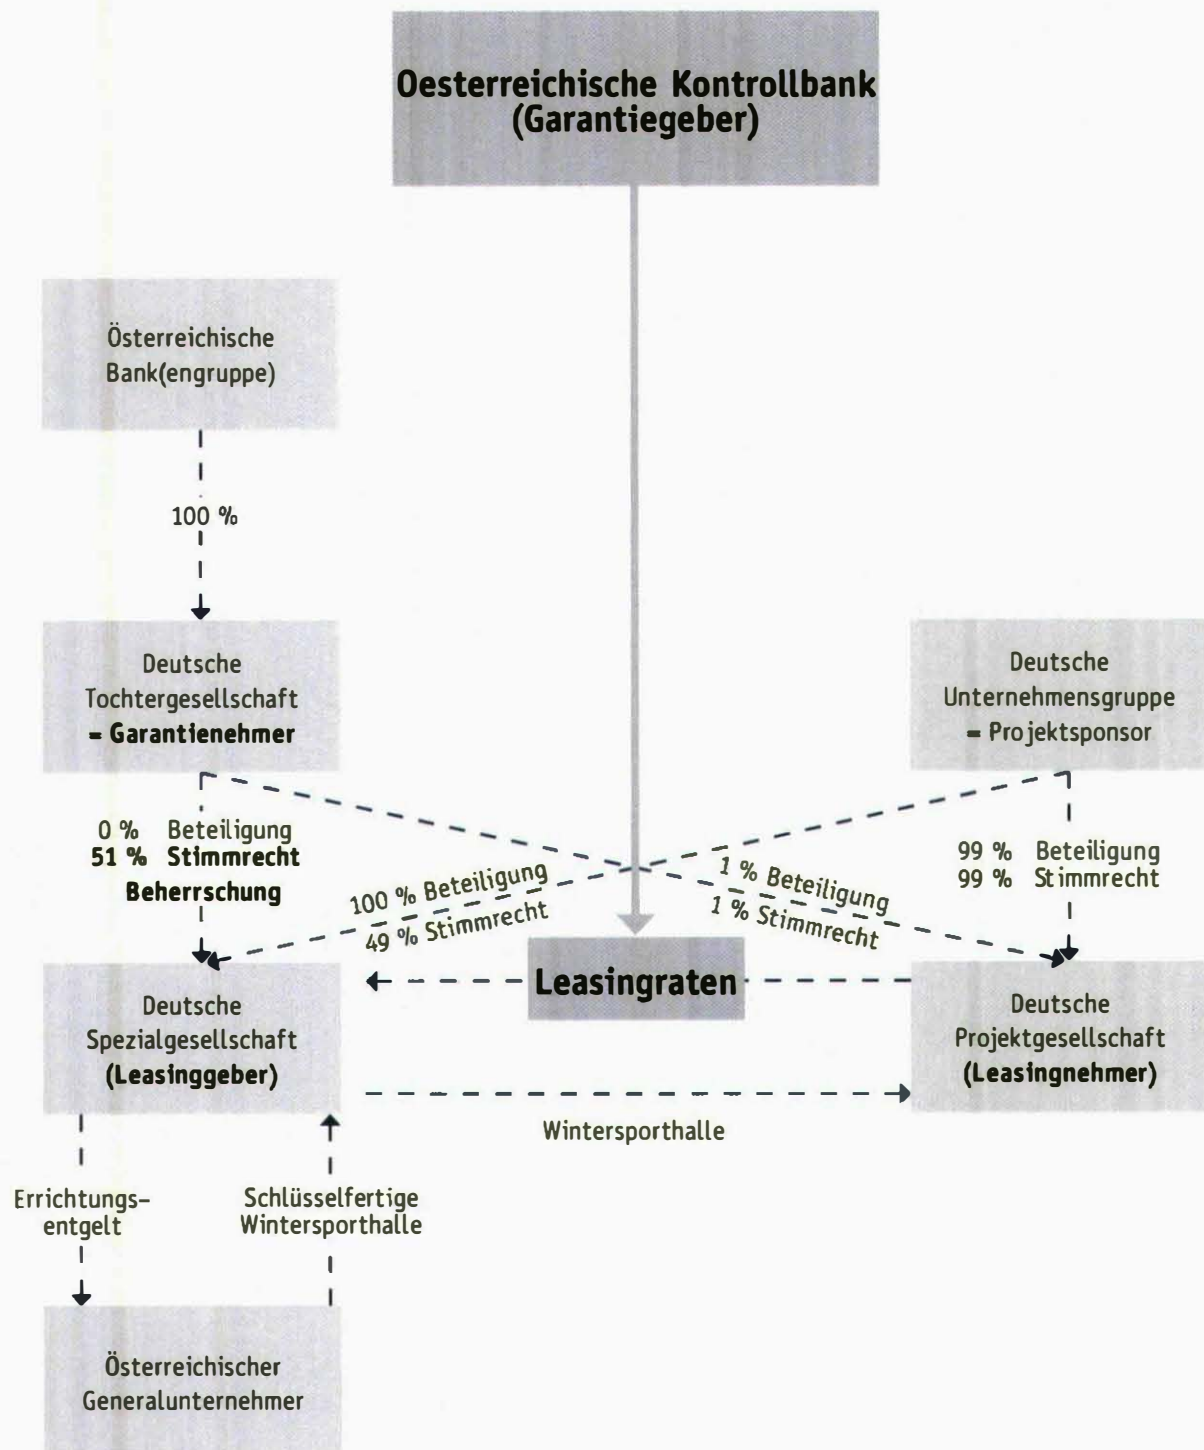 Oesterreichische Kontrollbank
(Garantiegeber)
Österreichische
Bank(engruppe)
100 %
Deutsche
Tochtergesellschaft
= Garantienehmer
Deutsche
Unternehmensgruppe
= Projektsponsor
0 % Beteiligung
51 % Stimmrecht
Beherrschung
100 % Beteiligung
49 % Stimmrecht
1 % Beteiligung
1 % Stimmrecht
99 % Beteiligung
99 % Stimmrecht
Deutsche
Spezialgesellschaft
(Leasinggeber)
Leasingraten
Deutsche
Projektgesellschaft
(Leasingnehmer)
Wintersporthalle
Errichtungs-
entgelt
Schlüsselfertige
Wintersporthalle
Österreichischer
Generalunternehmer